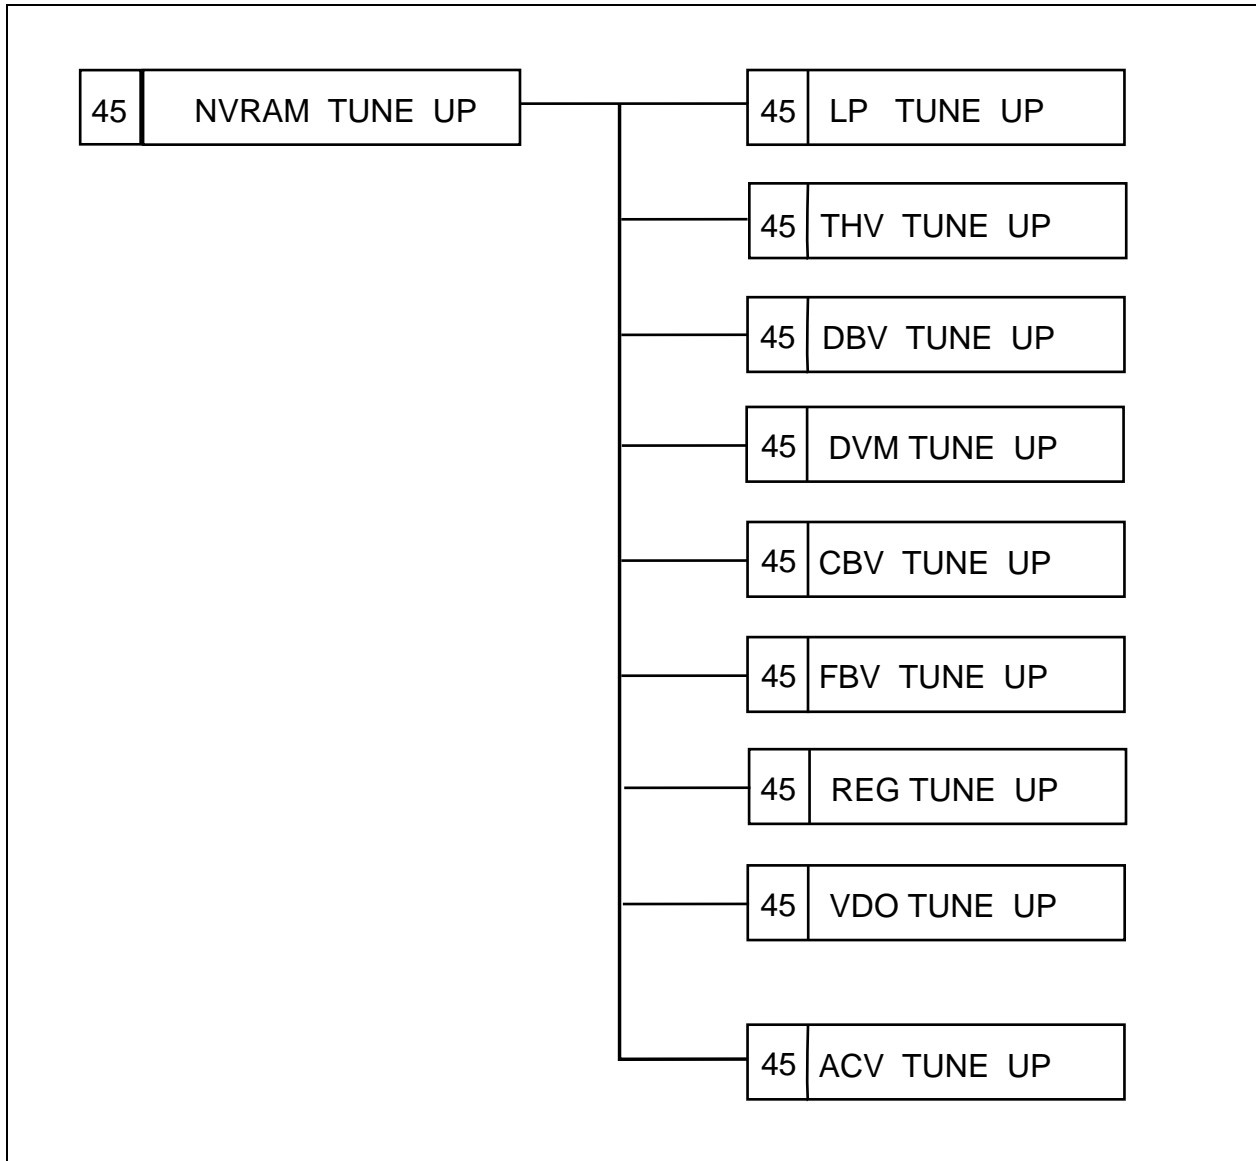 45 NVRAM TUNE UP
45 LP TUNE UP
45 THV TUNE UP
45 DBV TUNE UP
45 DVM TUNE UP
45 CBV TUNE UP
45 FBV TUNE UP
45 REG TUNE UP
45 VDO TUNE UP
45 ACV TUNE UP